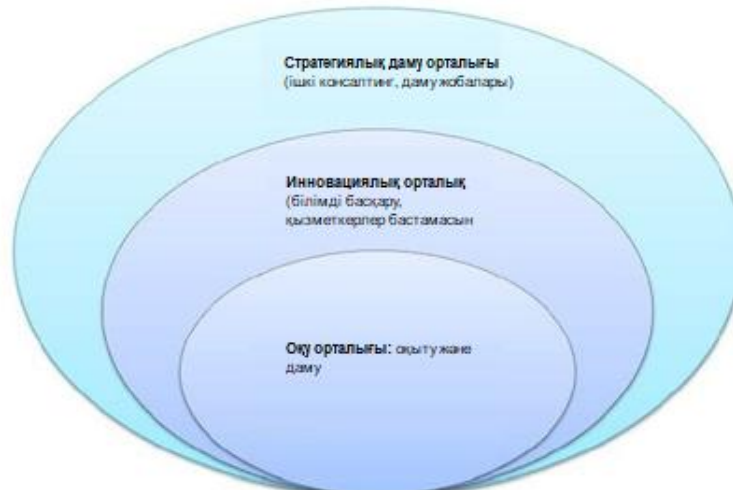 Стратегиялық даму орталығы
(ішкі консалтинг, даму жобалары)
Инновациялық орталық
(білімді басқару,
қызметкерлер бастамасын
Оқу орталығы: оқыту және
даму